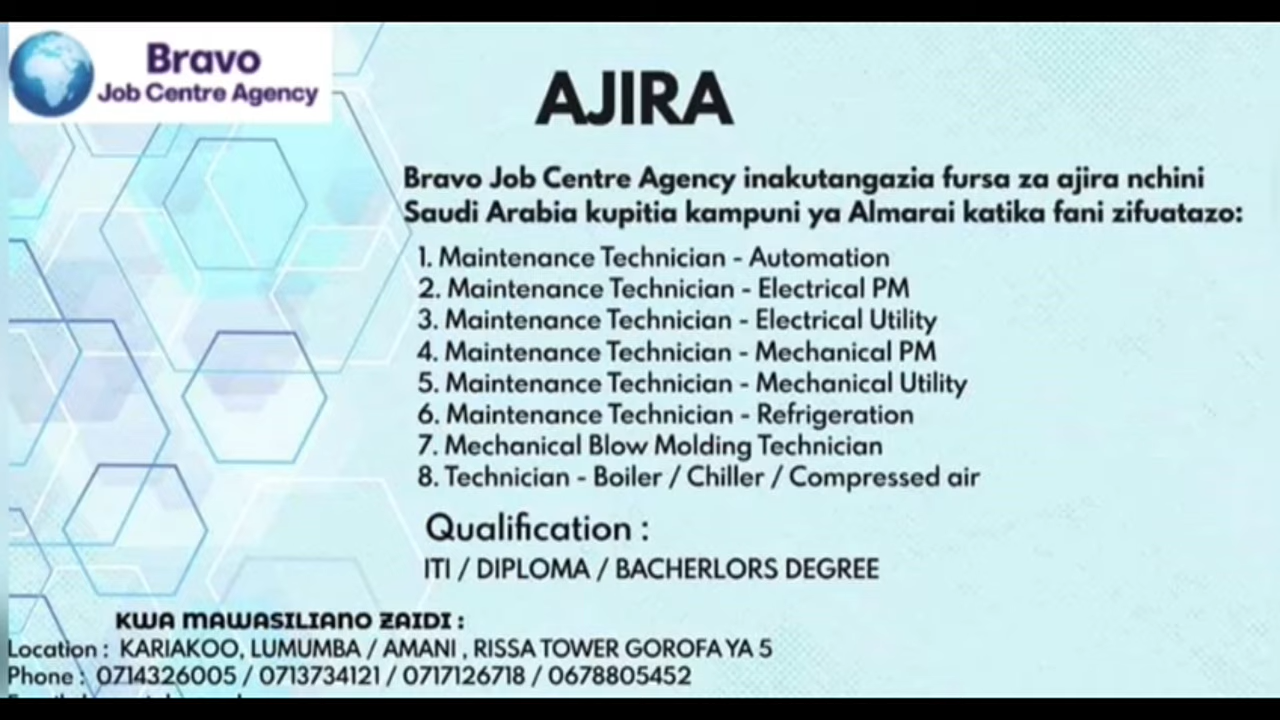 Bravo
Job Centre Agency
AJIRA
Bravo Job Centre Agency inakutangazia fursa za ajira nchini
Saudi Arabia kupitia kampuni ya Almarai katika fani zifuatazo:
1. Maintenance Technician - Automation
2. Maintenance Technician - Electrical PM
3. Maintenance Technician - Electrical Utility
4. Maintenance Technician - Mechanical PM
5. Maintenance Technician - Mechanical Utility
6. Maintenance Technician - Refrigeration
7. Mechanical Blow Molding Technician
8. Technician - Boiler / Chiller / Compressed air
Qualification :
ITI / DIPLOMA / BACHERLORS DEGREE
KWA MAWASILIANO ZAIDI :
Location : KARIAKOO, LUMUMBA / AMANI , RISSA TOWER GOROFA YA 5
Phone : 0714326005 / 0713734121 / 0717126718 / 0678805452